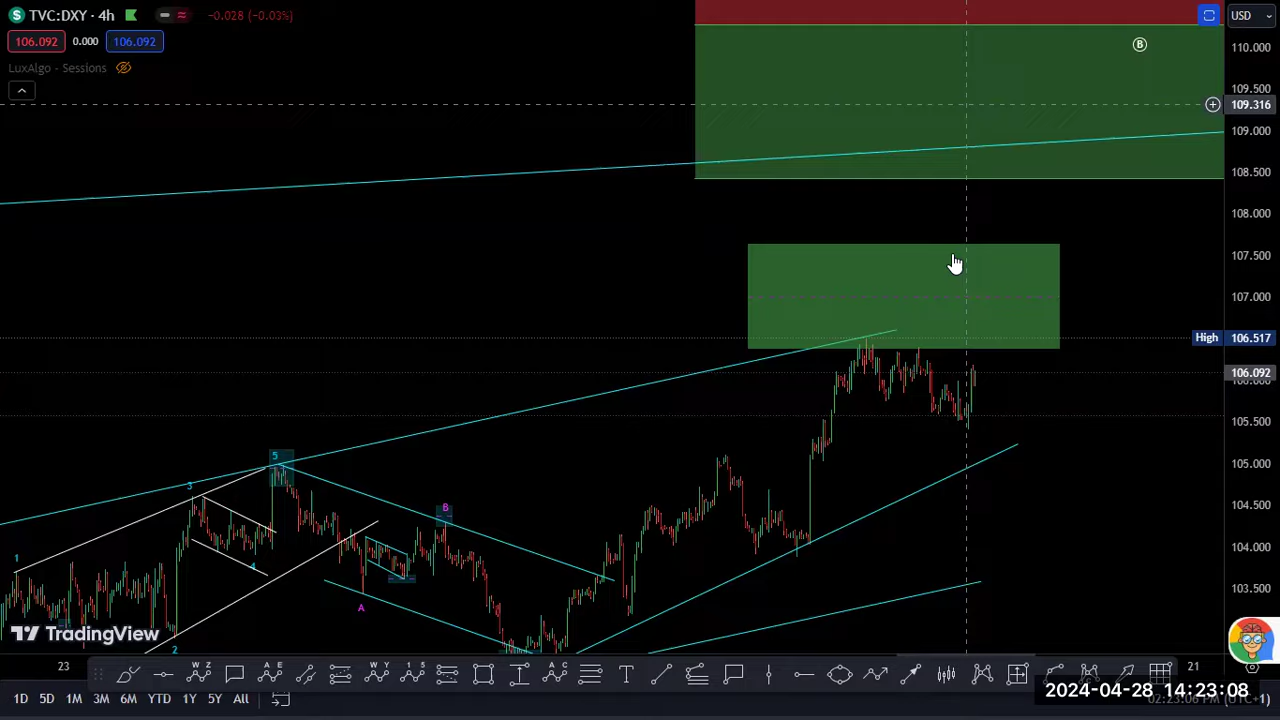 S TVC:DXY · 4h −0.028 (−0.03%) USD
106.092 0.000 106.092
LuxAlgo - Sessions
B
110.000
109.500
109.316
109.000
108.500
108.000
107.500
107.000
High 106.517
106.092
105.500
105.000
104.500
104.000
103.500
5
3
B
1
4
A
2
TradingView
23
21
W Z
A E
W Y
1 5
A C
T
1D 5D 1M 3M 6M YTD 1Y 5Y All
2024-04-28 14:23:08